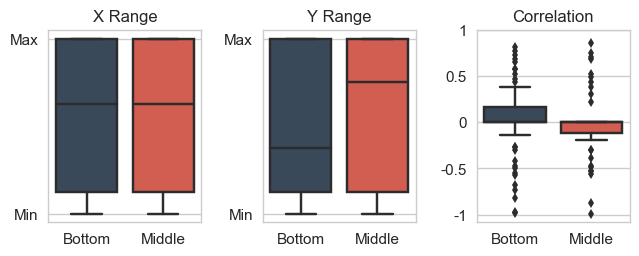 X Range
Max
Min
Bottom Middle
Y Range
Max
Min
Bottom Middle
Correlation
1
0.5
0
-0.5
-1
Bottom Middle